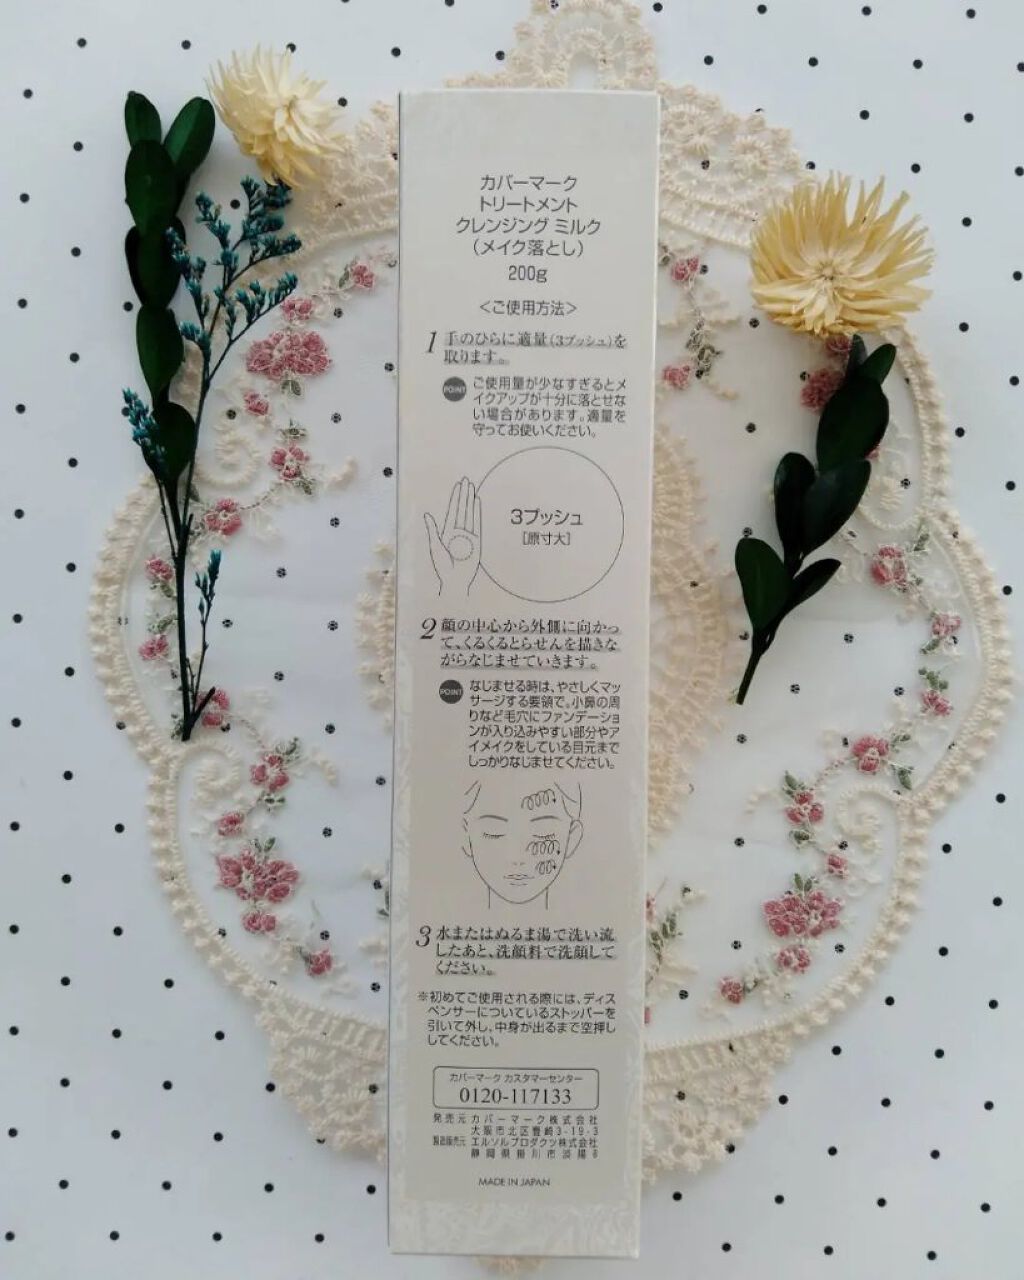 カバーマーク
トリートメント
クレンジング ミルク
(メイク落とし)
200g
<ご使用方法>
1 手のひらに適量(3プッシュ)を
取ります。
POINT ご使用量が少なすぎるとメ
イクアップが十分に落とせな
い場合があります。適量を
守ってお使いください。
3プッシュ
[原寸大]
2 顔の中心から外側に向かっ
て、くるくるとらせんを描きな
がらなじませていきます。
POINT なじませる時は、やさしくマッ
サージする要領で。小鼻の周
りなど毛穴にファンデーショ
ンが入り込みやすい部分やア
イメイクをしている目元まで
しっかりなじませてください。
3 水またはぬるま湯で洗い流
したあと、洗顔料で洗顔して
ください。
※初めてご使用される際には、ディス
ペンサーについているストッパーを
引いて外し、中身が出るまで空押し
してください。
カバーマーク カスタマーセンター
0120-117133
発売元 カバーマーク株式会社
大阪市北区豊崎3-19-3
製造販売元 エルソルプロダクツ株式会社
静岡県掛川市淡陽6
MADE IN JAPAN